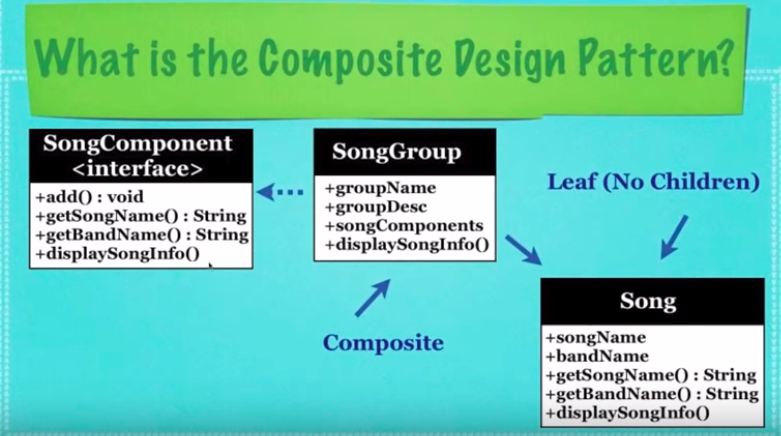 What is the Composite Design Pattern?
SongComponent
<interface>
+add() : void
+getSongName() : String
+getBandName() : String
+displaySongInfo()
SongGroup
+groupName
+groupDesc
+songComponents
+displaySongInfo()
Leaf (No Children)
Composite
Song
+songName
+bandName
+getSongName() : String
+getBandName() : String
+displaySongInfo()